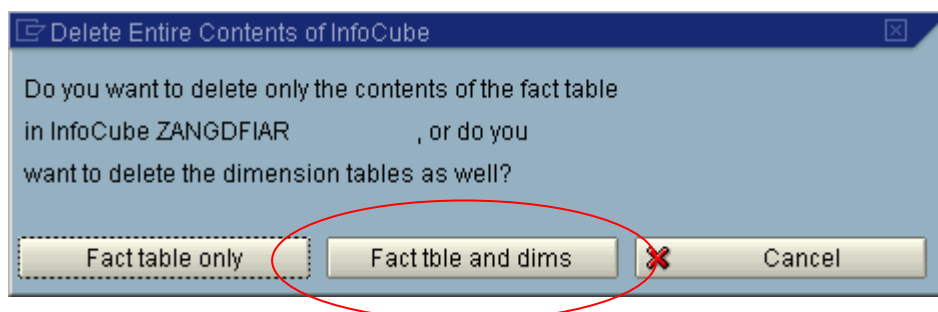 Delete Entire Contents of InfoCube
Do you want to delete only the contents of the fact table
in InfoCube ZANGDFIAR , or do you
want to delete the dimension tables as well?
Fact table only Fact tble and dims Cancel